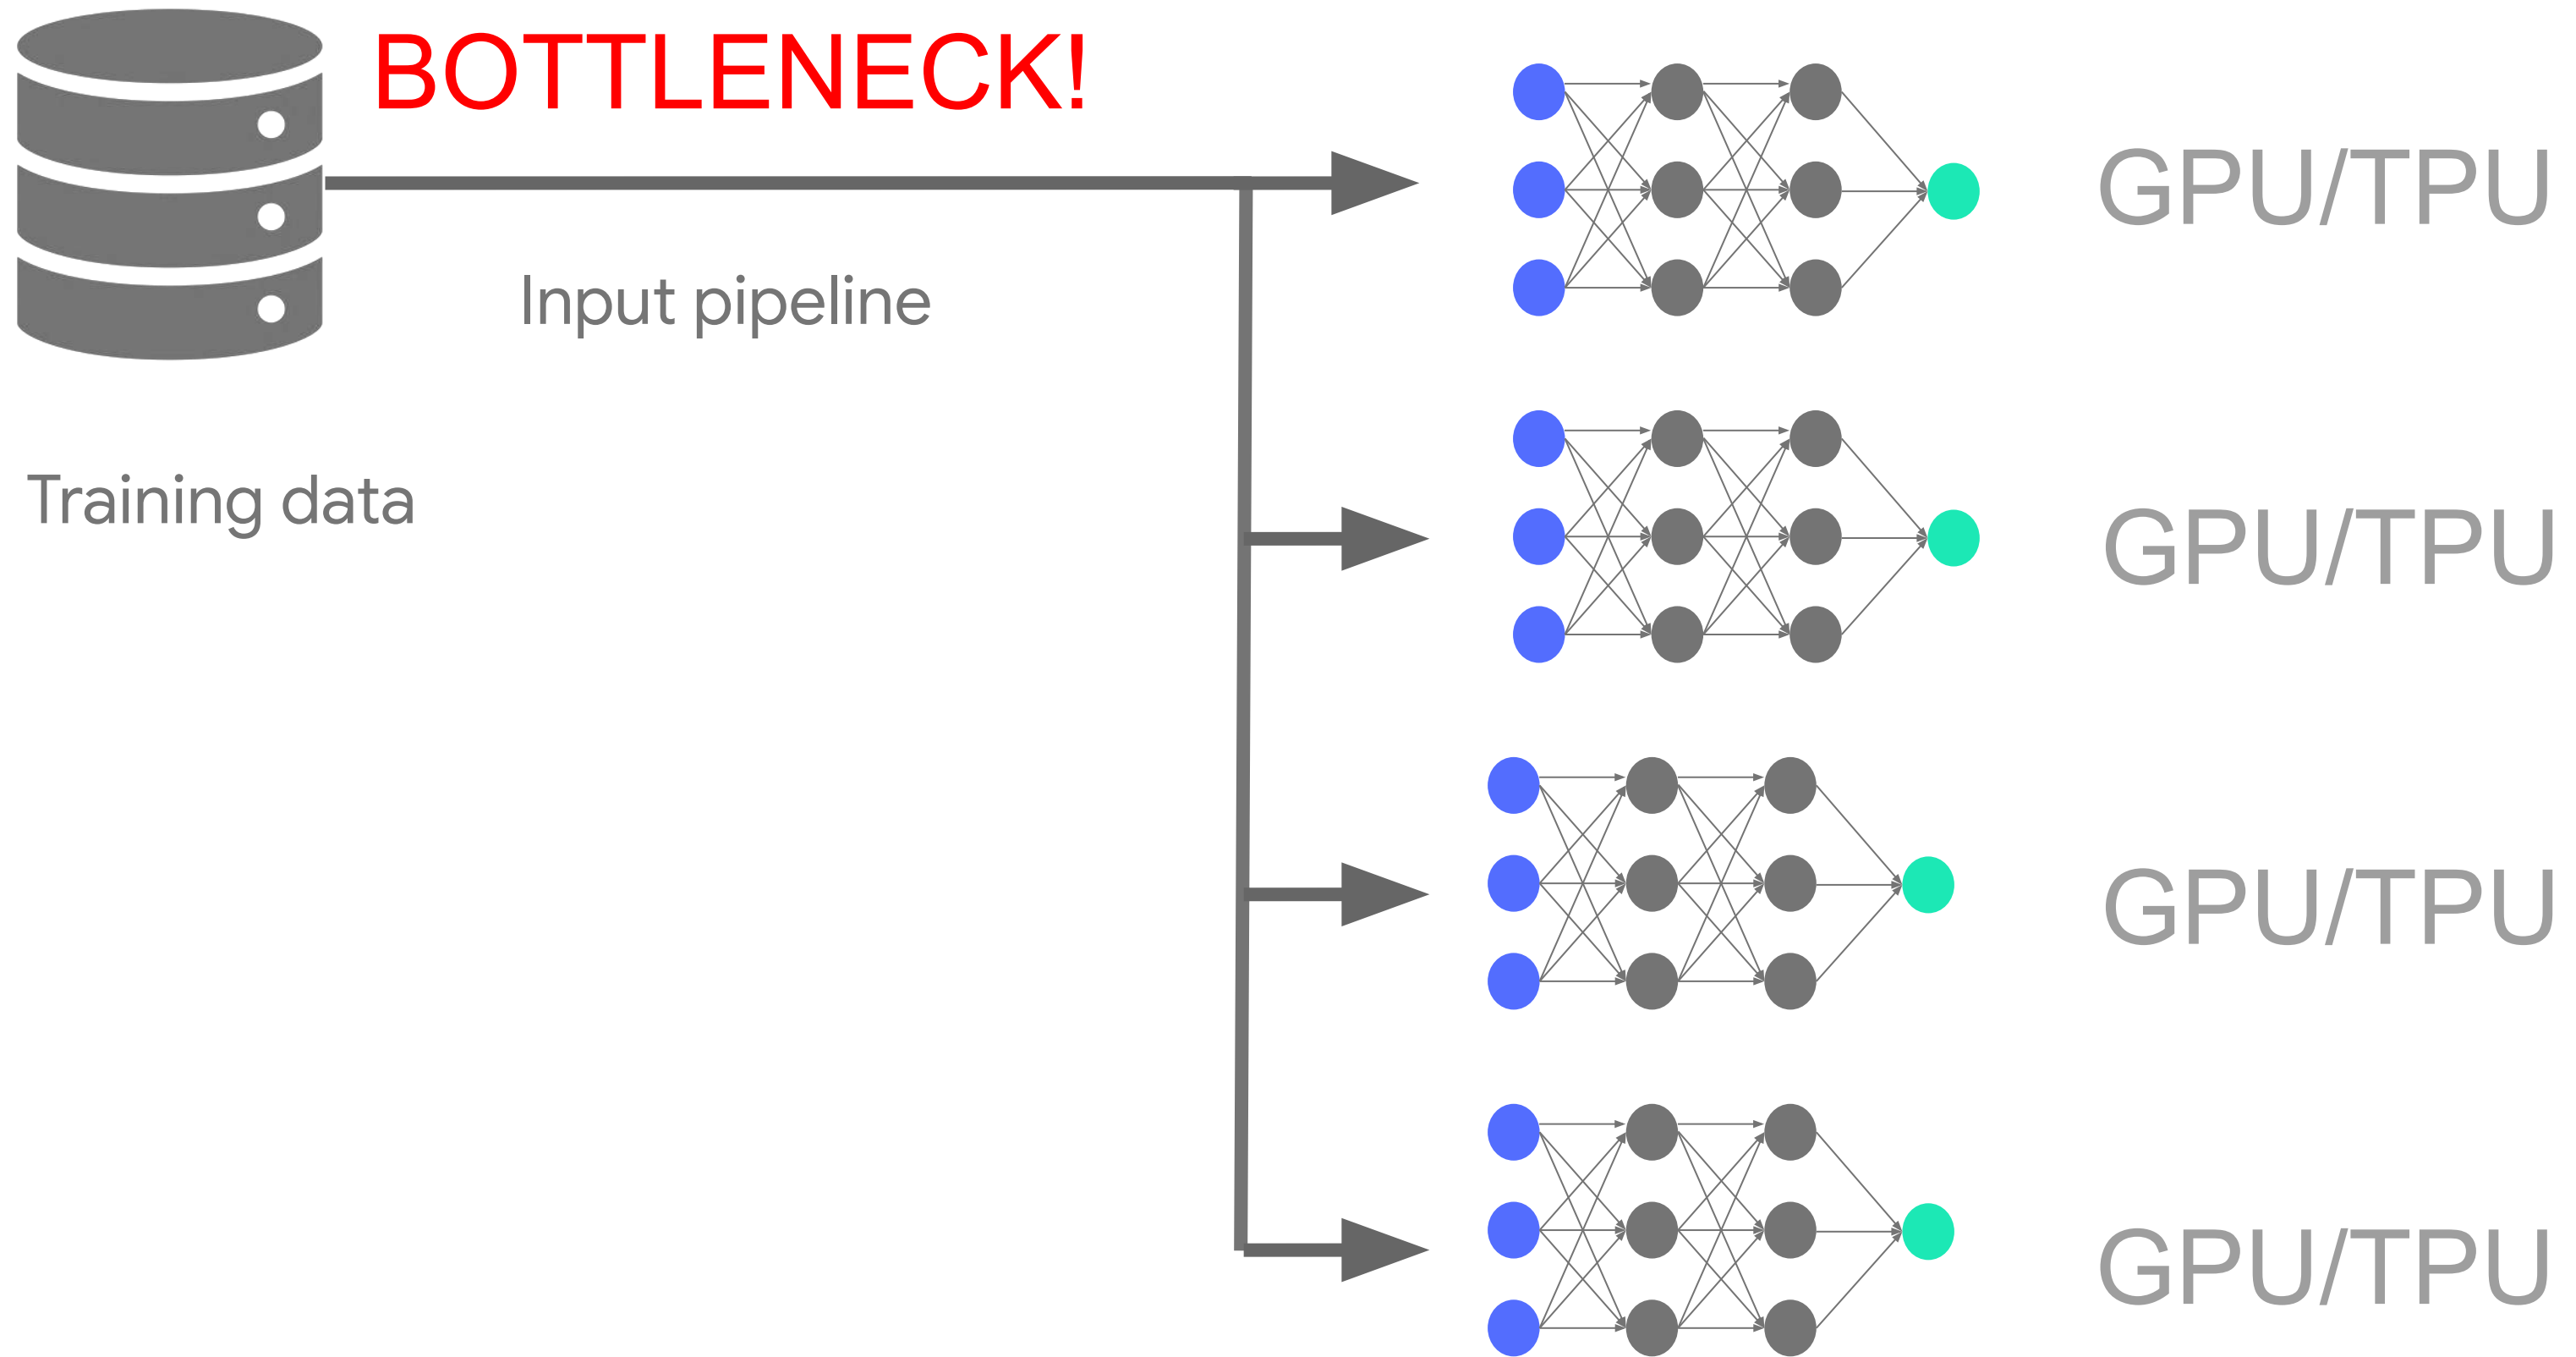 BOTTLENECK!
GPU/TPU
Input pipeline
Training data
GPU/TPU
GPU/TPU
GPU/TPU